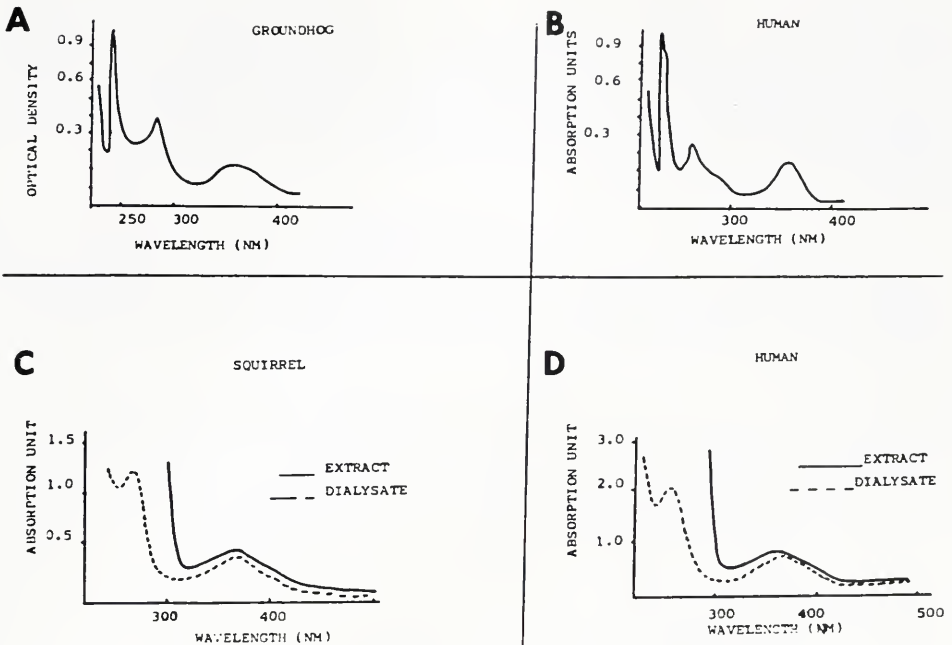 A
GROUNDHOG
OPTICAL DENSITY
0.9
0.6
0.3
250 300 400
WAVELENGTH (NM)
B
HUMAN
ABSORPTION UNITS
0.9
0.6
0.3
300 400
WAVELENGTH (NM)
C
SQUIRREL
ABSORPTION UNIT
1.5
1.0
0.5
EXTRACT
DIALYSATE
300 400
WAVELENGTH (NM)
D
HUMAN
ABSORPTION UNIT
3.0
2.0
1.0
EXTRACT
DIALYSATE
300 400 500
WAVELENGTH (NM)